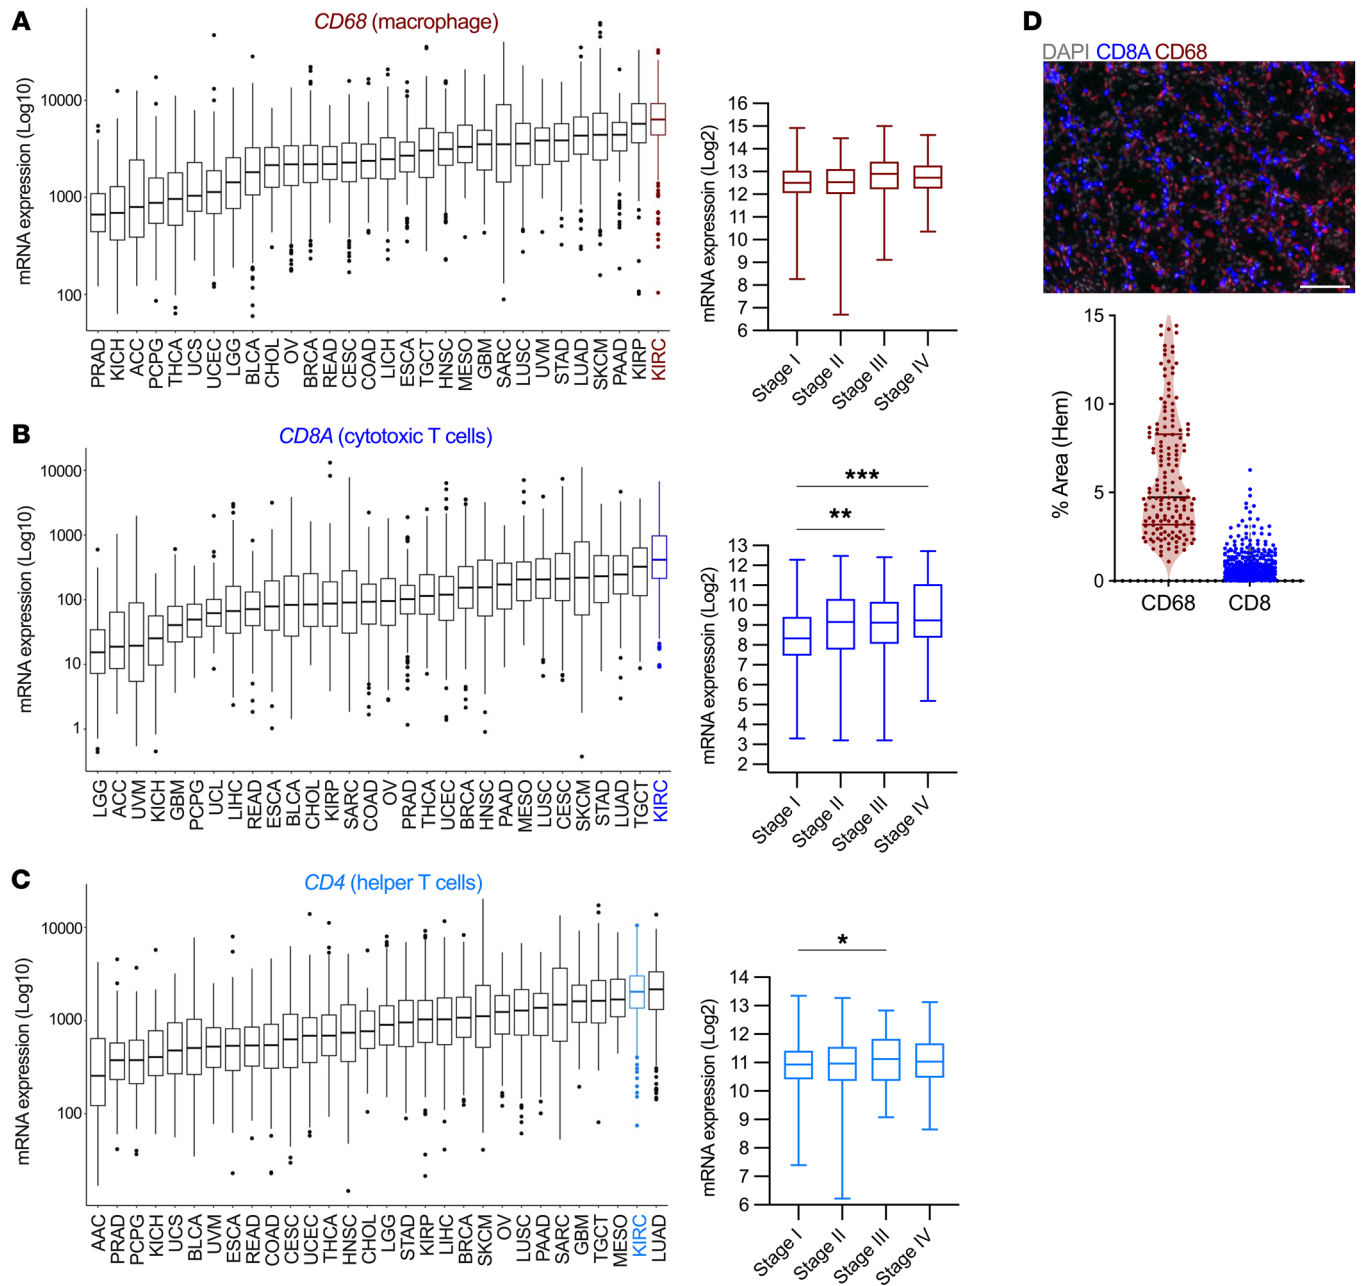 A
CD68 (macrophage)
mRNA expression (Log10)
10000
1000
100
PRAD KICH ACC PCPG THCA UCS UCEC LGG BLCA CHOL OV BRCA READ CESC COAD LICH ESCA TGCT HNSC MESO GBM SARC LUSC UVM STAD LUAD SKCM PAAD KIRP KIRC
mRNA expressoin (Log2)
16
15
14
13
12
11
10
9
8
7
6
Stage I Stage II Stage III Stage IV
B
CD8A (cytotoxic T cells)
mRNA expression (Log10)
10000
1000
100
10
1
LGG ACC UVMI KICH GBM PCPG UCL LIHC READ ESCA BLCA CHOL KIRP SARC COAD OV PRAD THCA UCEC BRCA HNSC PAAD MESO LUSC CESC SKCM STAD LUAD TGCT KIRC
***
**
mRNA expressoin (Log2)
13
12
11
10
9
8
7
6
5
4
3
2
Stage I Stage II Stage III Stage IV
C
CD4 (helper T cells)
mRNA expression (Log10)
10000
1000
100
AAC PRAD PCPG KICH UCS BLCA UVM ESCA READ COAD CESC UCEC THCA HNSC CHOL LGG STAD KIRP LIHC BRCA SKCM OV LUSC PAAD SARC GBM TGCT MESO KIRC LUAD
*
mRNA expression (Log2)
14
13
12
11
10
9
8
7
6
Stage I Stage II Stage III Stage IV
D
DAPI CD8A CD68
% Area (Hem)
15
10
5
0
CD68 CD8